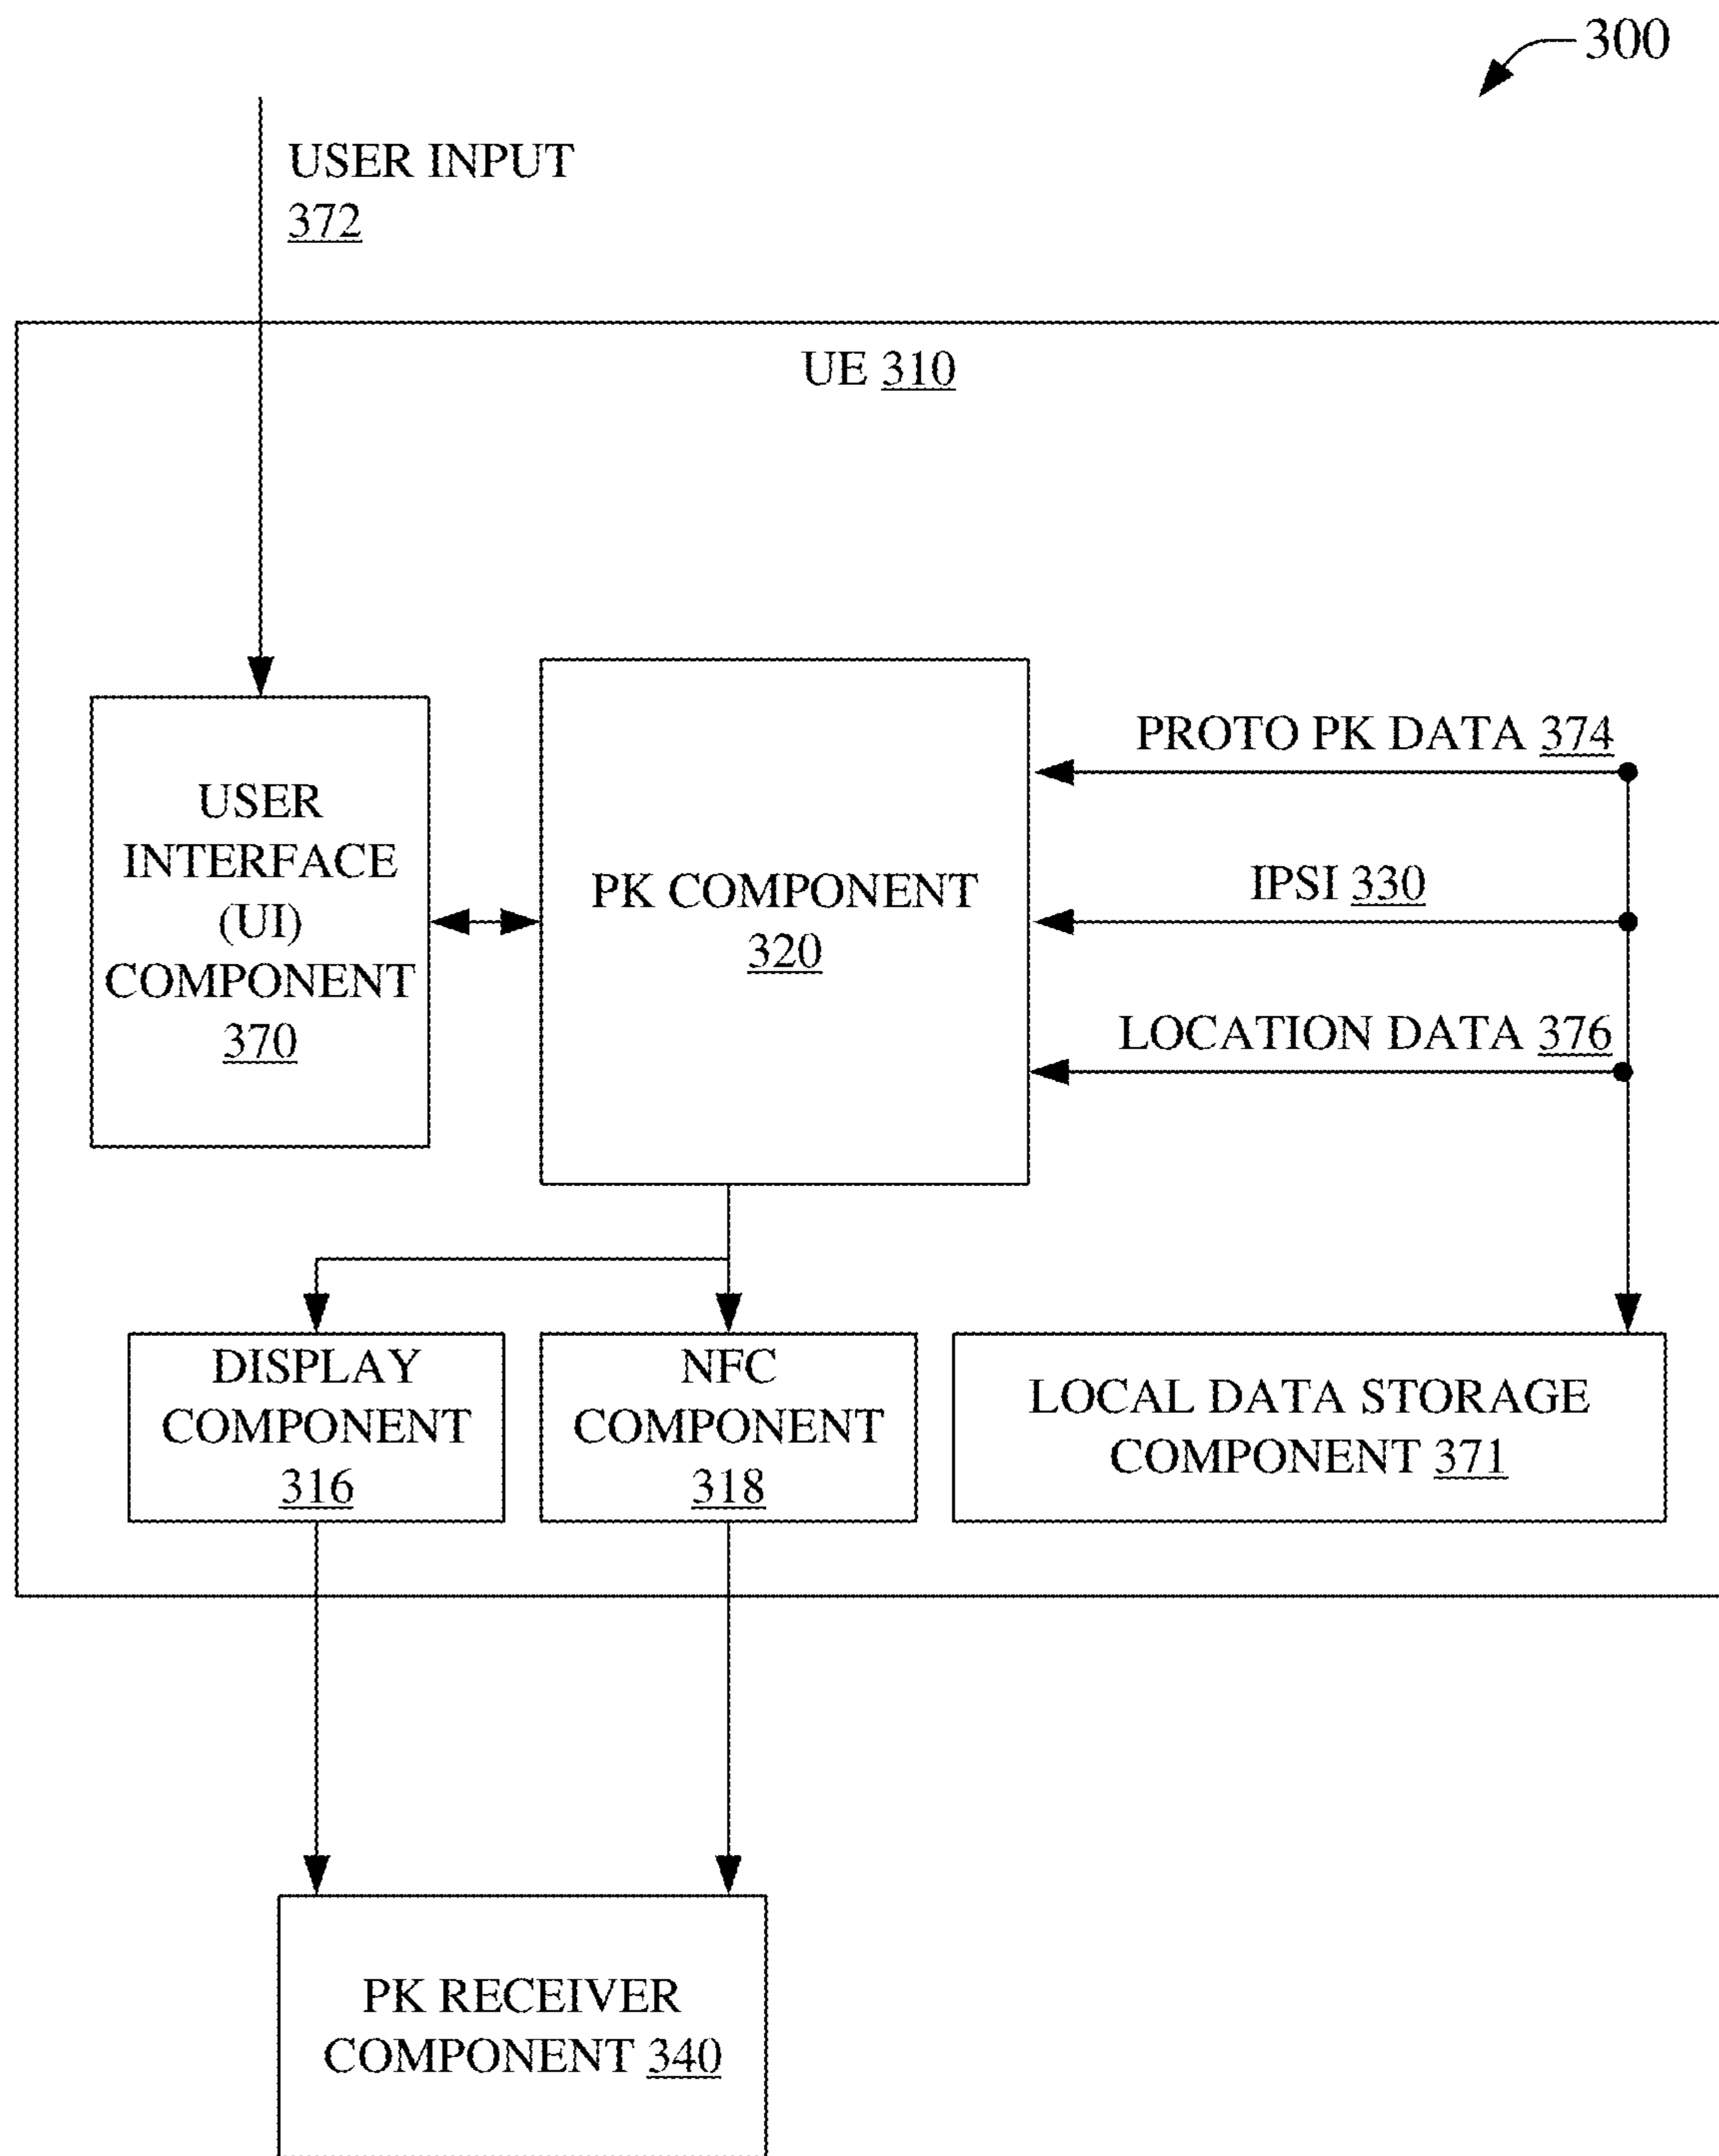 300
USER INPUT
372
UE 310
PROTO PK DATA 374
USER
INTERFACE
(UI)
COMPONENT
370
PK COMPONENT
320
IPSI 330
LOCATION DATA 376
DISPLAY
COMPONENT
316
NFC
COMPONENT
318
LOCAL DATA STORAGE
COMPONENT 371
PK RECEIVER
COMPONENT 340